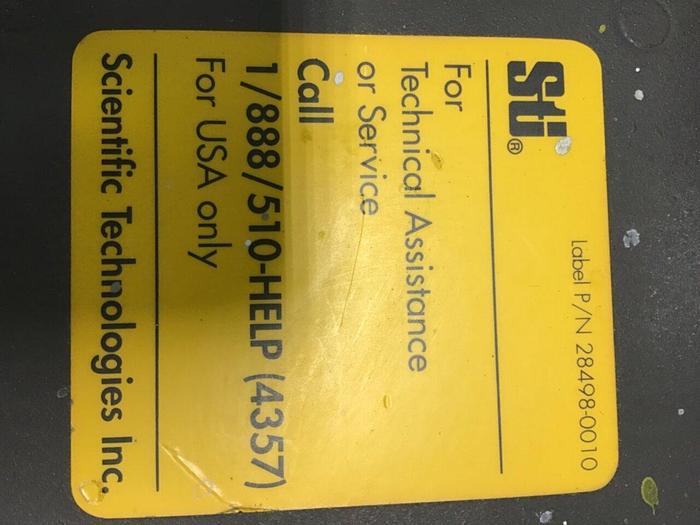 Label P/N 28498-0010
Sti®
For
Technical Assistance
or Service
Call
1/888/510-HELP (4357)
For USA only
Scientific Technologies Inc.